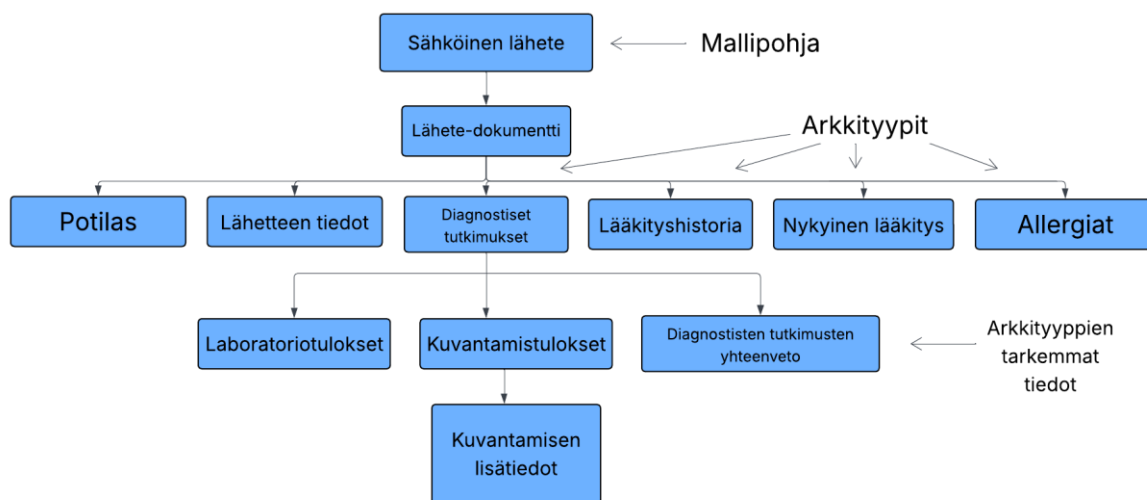 Sähköinen lähete
Mallipohja
Lähete-dokumentti
Arkkityypit
Potilas
Lähetteen tiedot
Diagnostiset
tutkimukset
Lääkityshistoria
Nykyinen lääkitys
Allergiat
Laboratoriotulokset
Kuvantamistulokset
Diagnostisten tutkimusten
yhteenveto
Arkkityyppien
tarkemmat
tiedot
Kuvantamisen
lisätiedot